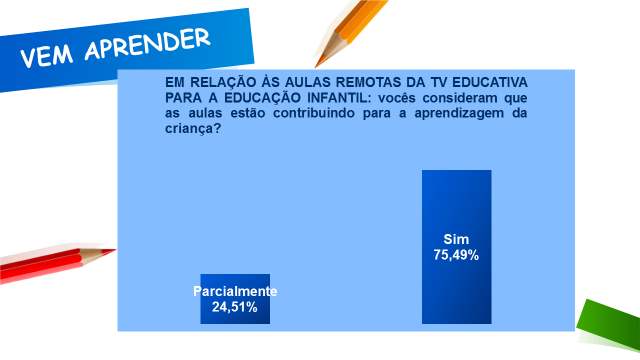 VEM APRENDER
EM RELAÇÃO ÀS AULAS REMOTAS DA TV EDUCATIVA
PARA A EDUCAÇÃO INFANTIL: vocês consideram que
as aulas estão contribuindo para a aprendizagem da
criança?
Sim
75,49%
Parcialmente
24,51%